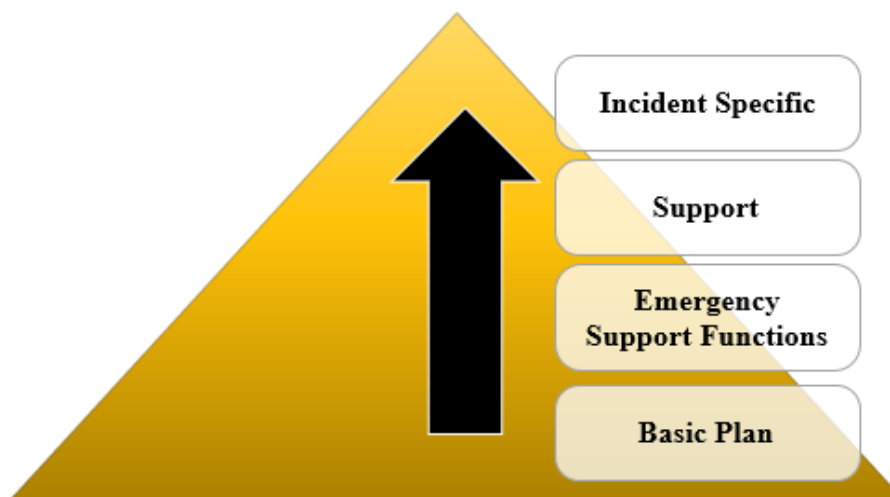 Incident Specific
Support
Emergency
Support Functions
Basic Plan